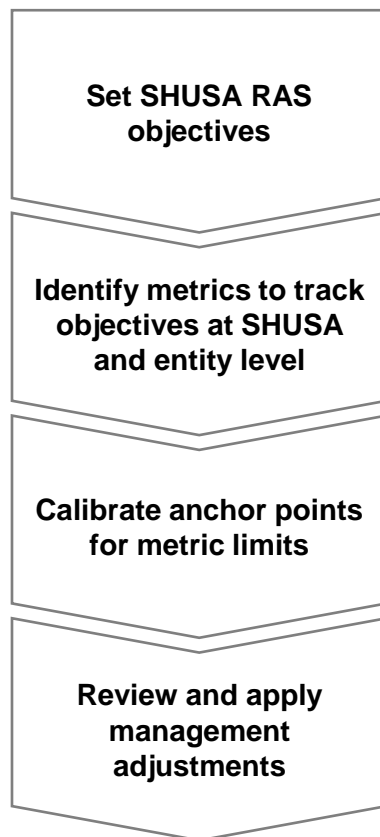 Set SHUSA RAS
objectives
Identify metrics to track
objectives at SHUSA
and entity level
Calibrate anchor points
for metric limits
Review and apply
management
adjustments